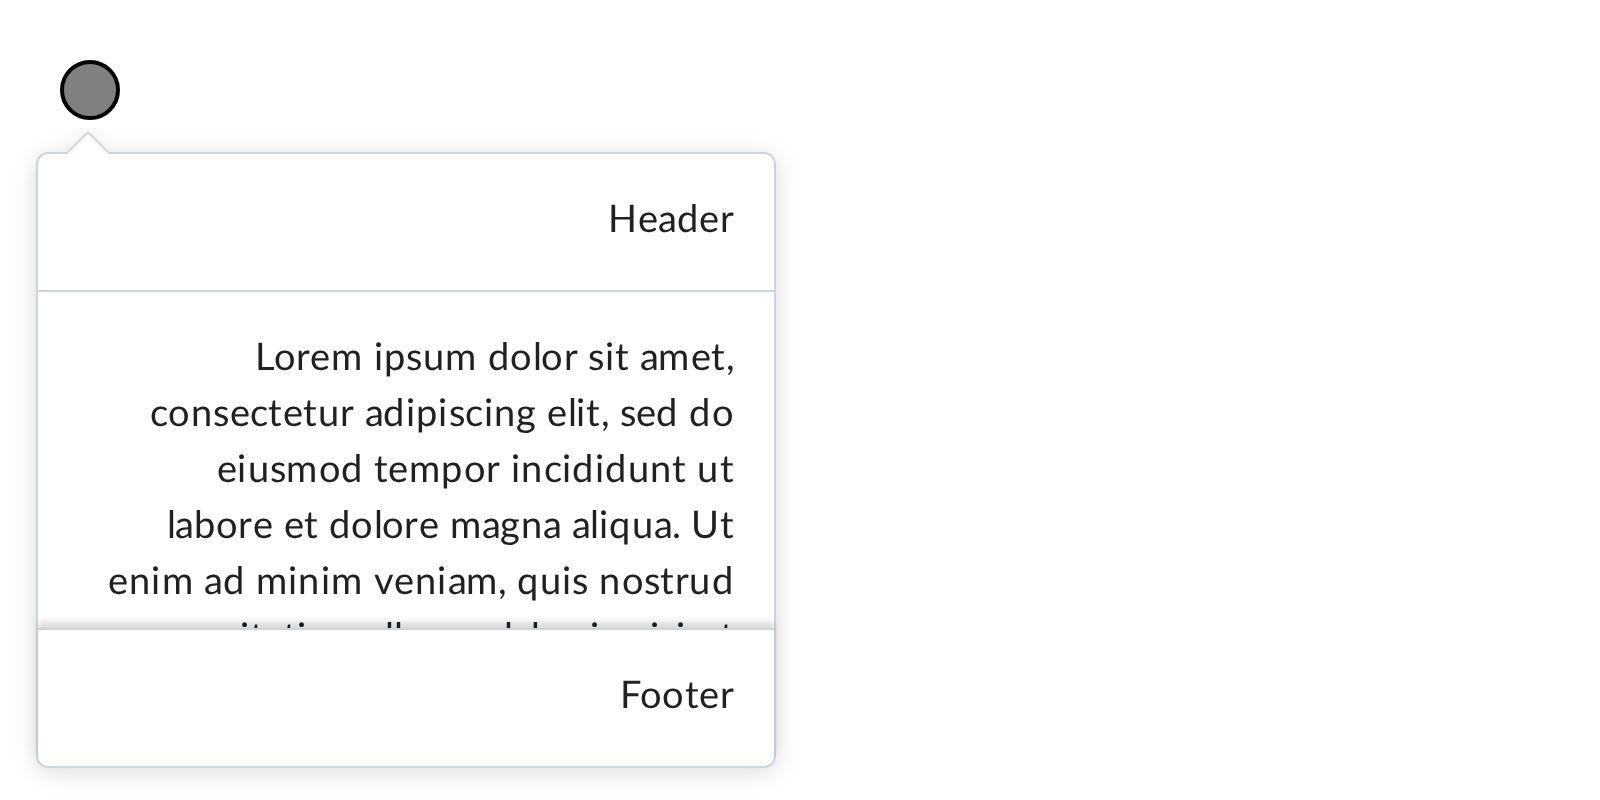 Header
Lorem ipsum dolor sit amet,
consectetur adipiscing elit, sed do
eiusmod tempor incididunt ut
labore et dolore magna aliqua. Ut
enim ad minim veniam, quis nostrud
Footer